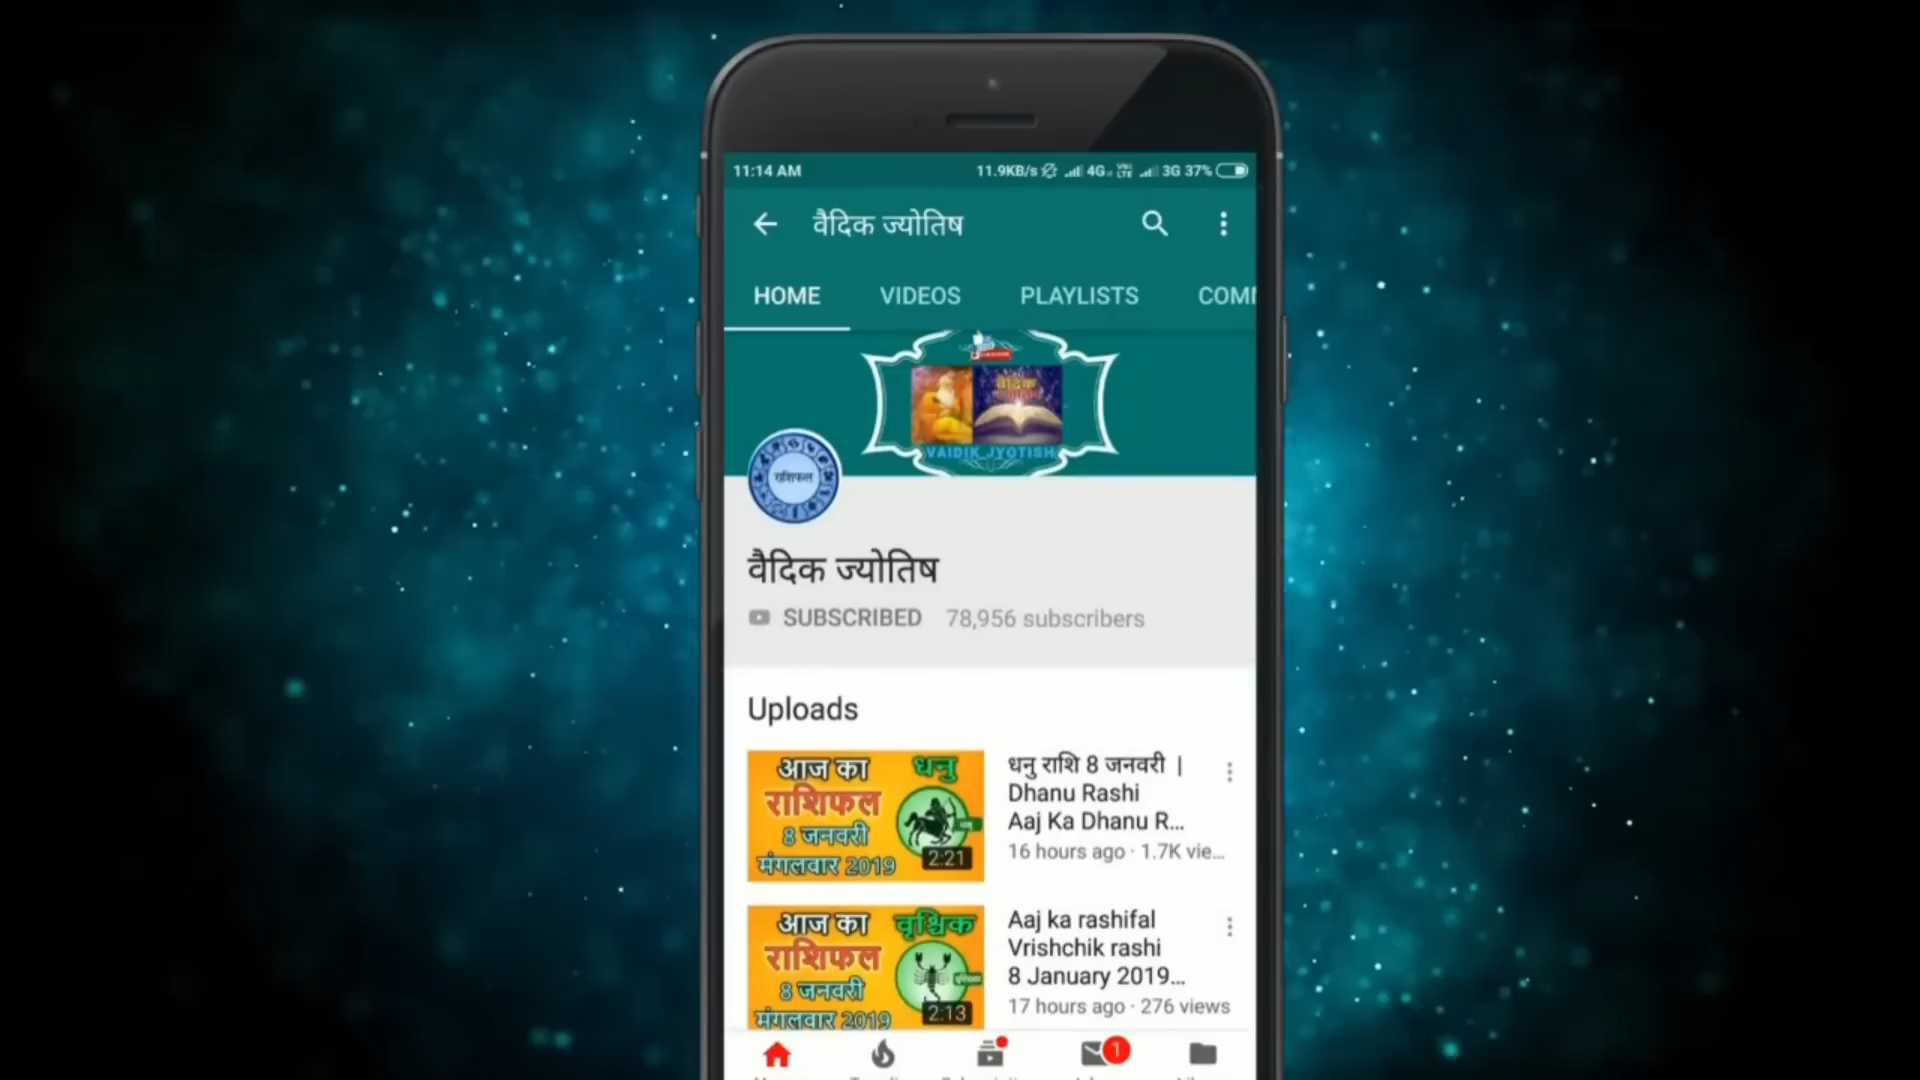 11:14 AM 11.9KB/s 4G 3G 37%
वैदिक ज्योतिष
HOME VIDEOS PLAYLISTS COM
वैदिक
VAIDIK JYOTISH
राशिफल
वैदिक ज्योतिष
SUBSCRIBED 78,956 subscribers
Uploads
आज का धनु
राशिफल
8 जनवरी
मंगलवार 2019
2:21
धनु राशि 8 जनवरी |
Dhanu Rashi
Aaj Ka Dhanu R...
16 hours ago · 1.7K vie...
आज का वृश्चिक
राशिफल
8 जनवरी
मंगलवार 2019
2:13
Aaj ka rashifal
Vrishchik rashi
8 January 2019...
17 hours ago · 276 views
1